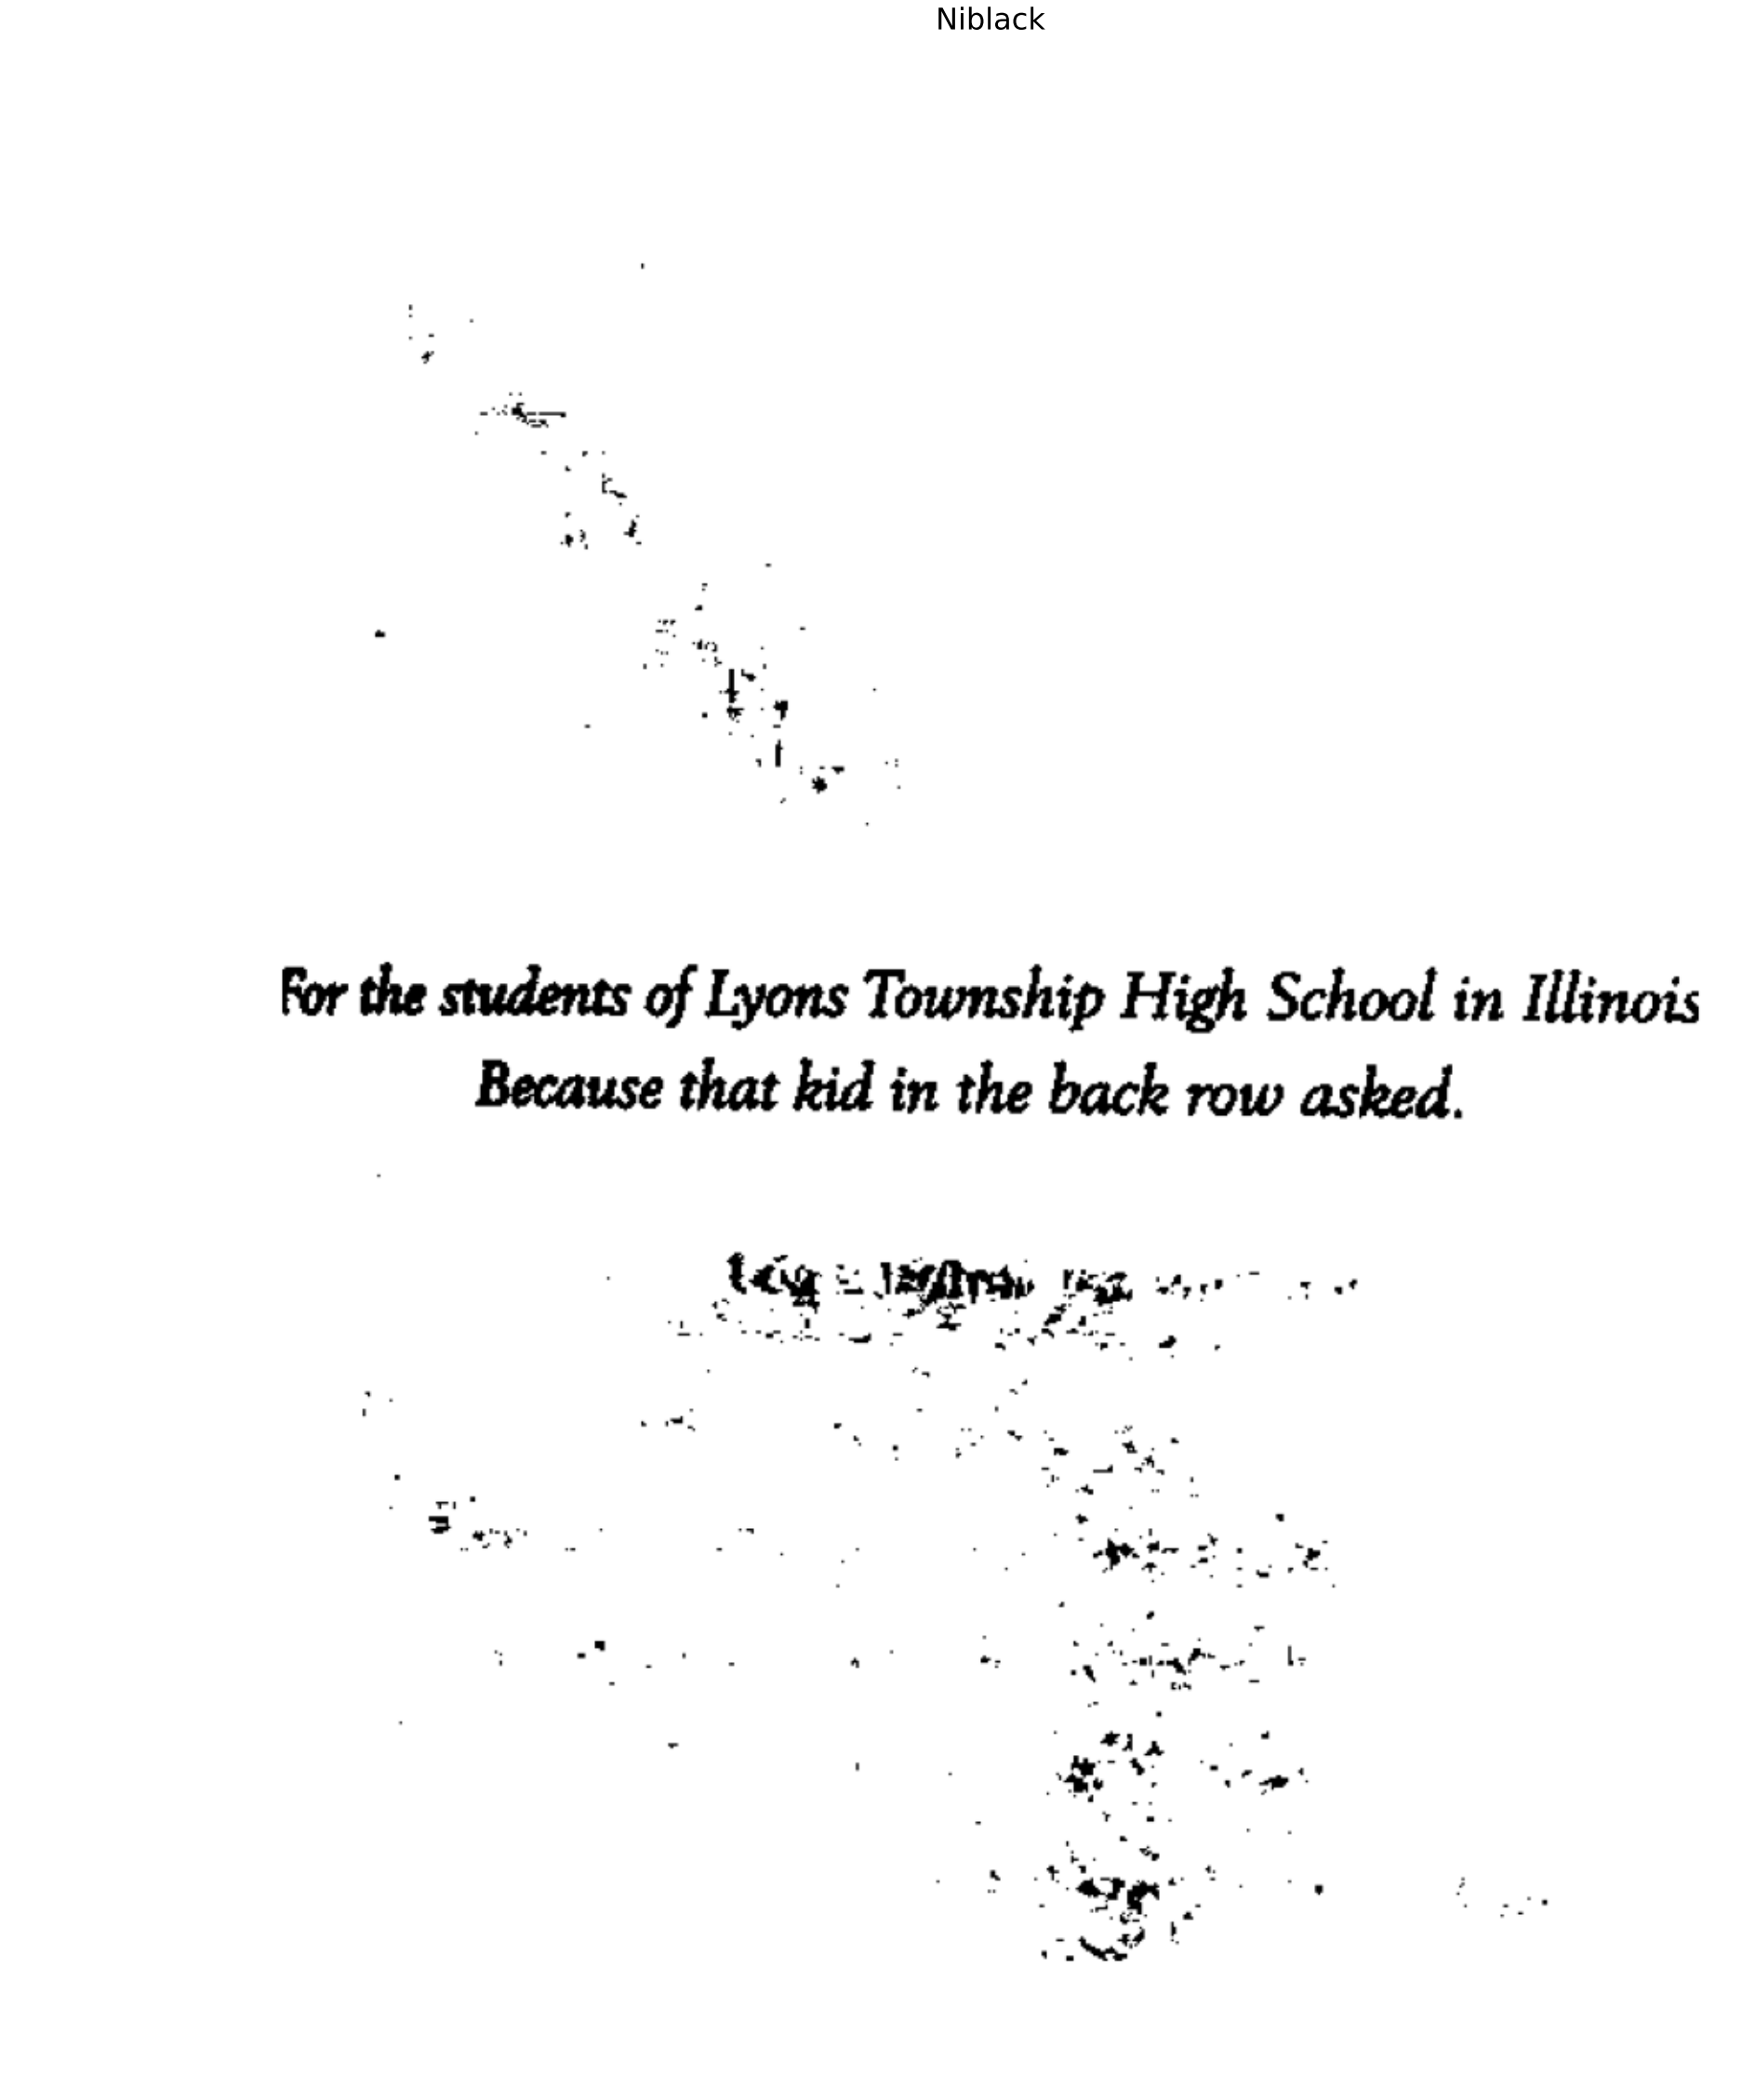 Niblack
For the students of Lyons Township High School in Illinois
Because that kid in the back row asked.